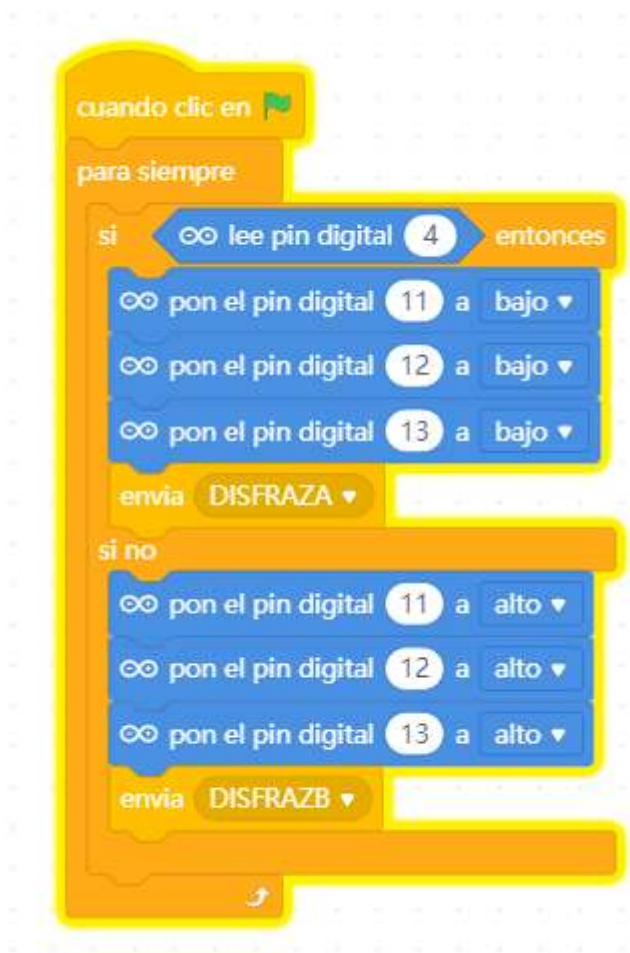 cuando clic en
para siempre
si lee pin digital 4 entonces
pon el pin digital 11 a bajo
pon el pin digital 12 a bajo
pon el pin digital 13 a bajo
envia DISFRAZA
si no
pon el pin digital 11 a alto
pon el pin digital 12 a alto
pon el pin digital 13 a alto
envia DISFRAZB